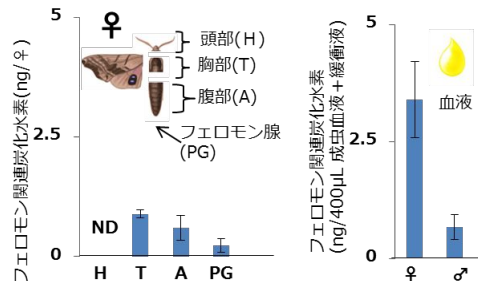 フェロモン関連炭化水素(ng/♀)
5
2.5
0
♀
頭部(H)
胸部(T)
腹部(A)
フェロモン腺
(PG)
ND
H T A PG
フェロモン関連炭化水素
(ng/400μL 成虫血液+緩衝液)
5
2.5
0
血液
♀ ♂